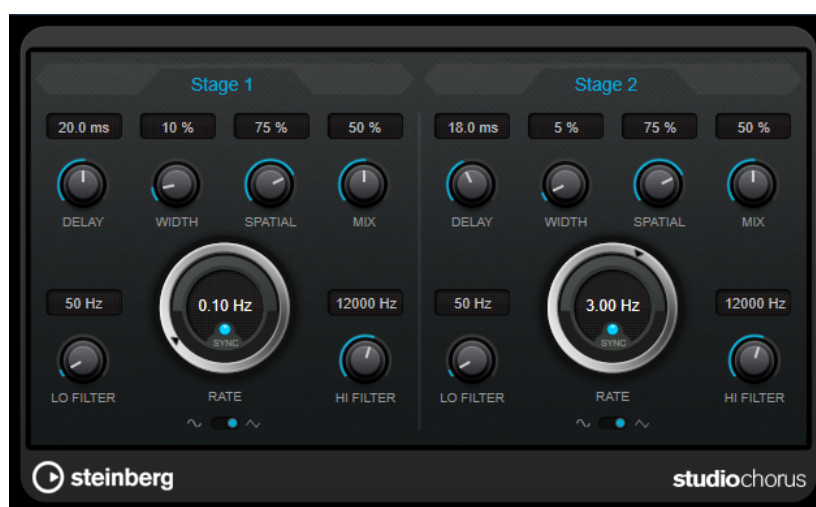 Stage 1
20.0 ms 10 % 75 % 50 %
DELAY WIDTH SPATIAL MIX
50 Hz 0.10 Hz 12000 Hz
SYNC
LO FILTER RATE HI FILTER
Stage 2
18.0 ms 5 % 75 % 50 %
DELAY WIDTH SPATIAL MIX
50 Hz 3.00 Hz 12000 Hz
SYNC
LO FILTER RATE HI FILTER
steinberg
studiochorus